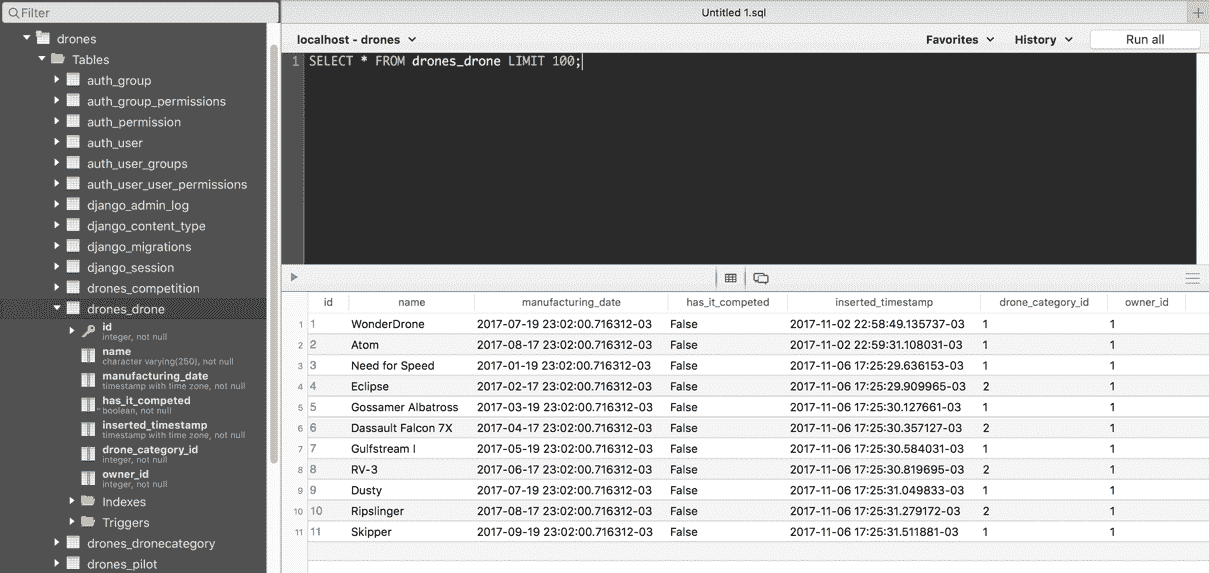 Filter
Untitled 1.sql
drones
localhost - drones
Favorites
History
Run all
1 SELECT * FROM drones_drone LIMIT 100;
Tables
auth_group
auth_group_permissions
auth_permission
auth_user
auth_user_groups
auth_user_user_permissions
django_admin_log
django_content_type
django_migrations
django_session
drones_competition
drones_drone
id
integer, not null
name
character varying(250), not null
manufacturing_date
timestamp with time zone, not null
has_it_competed
boolean, not null
inserted_timestamp
timestamp with time zone, not null
drone_category_id
integer, not null
owner_id
integer, not null
Indexes
Triggers
drones_dronecategory
drones_pilot
id name manufacturing_date has_it_competed inserted_timestamp drone_category_id owner_id
1 1 WonderDrone 2017-07-19 23:02:00.716312-03 False 2017-11-02 22:58:49.135737-03 1 1
2 2 Atom 2017-08-17 23:02:00.716312-03 False 2017-11-02 22:59:31.108031-03 1 1
3 3 Need for Speed 2017-01-19 23:02:00.716312-03 False 2017-11-06 17:25:29.636153-03 1 1
4 4 Eclipse 2017-02-17 23:02:00.716312-03 False 2017-11-06 17:25:29.909965-03 2 1
5 5 Gossamer Albatross 2017-03-19 23:02:00.716312-03 False 2017-11-06 17:25:30.127661-03 1 1
6 6 Dassault Falcon 7X 2017-04-17 23:02:00.716312-03 False 2017-11-06 17:25:30.357127-03 2 1
7 7 Gulfstream I 2017-05-19 23:02:00.716312-03 False 2017-11-06 17:25:30.584031-03 1 1
8 8 RV-3 2017-06-17 23:02:00.716312-03 False 2017-11-06 17:25:30.819695-03 2 1
9 9 Dusty 2017-07-19 23:02:00.716312-03 False 2017-11-06 17:25:31.049833-03 1 1
10 10 Ripslinger 2017-08-17 23:02:00.716312-03 False 2017-11-06 17:25:31.279172-03 2 1
11 11 Skipper 2017-09-19 23:02:00.716312-03 False 2017-11-06 17:25:31.511881-03 1 1